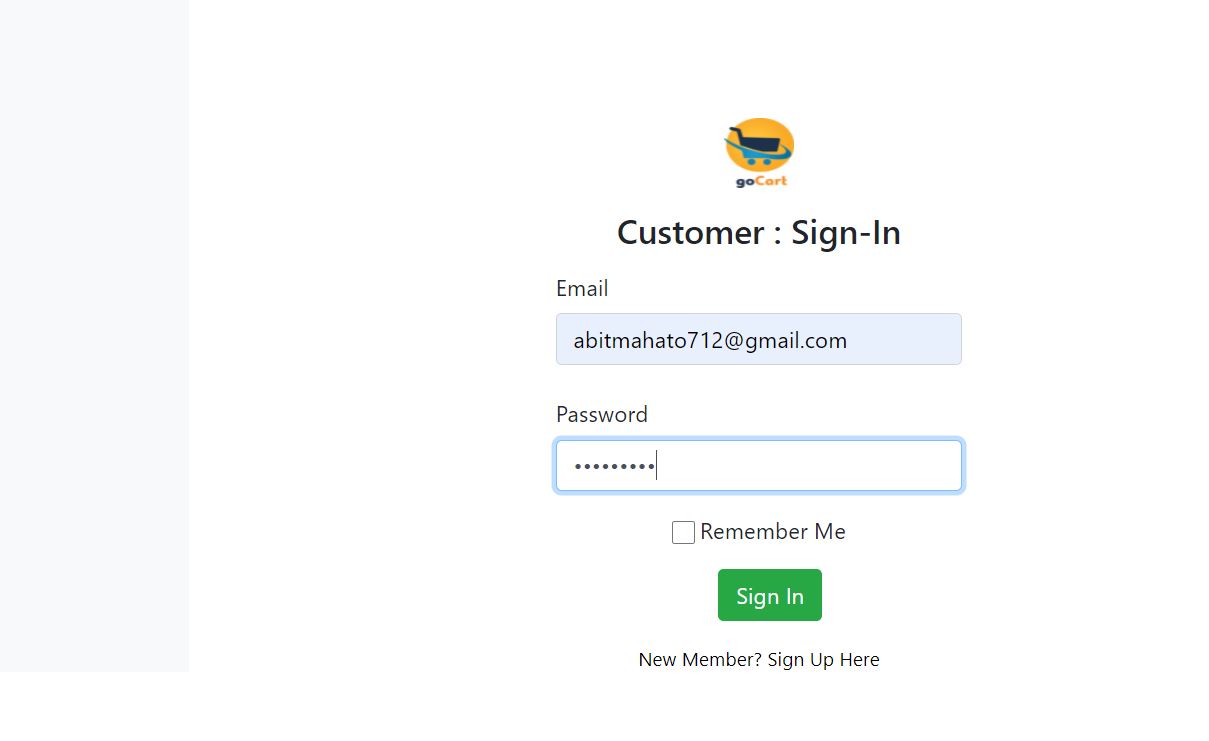 goCart
Customer : Sign-In
Email
abitmahato712@gmail.com
Password
•••••••••
Remember Me
Sign In
New Member? Sign Up Here